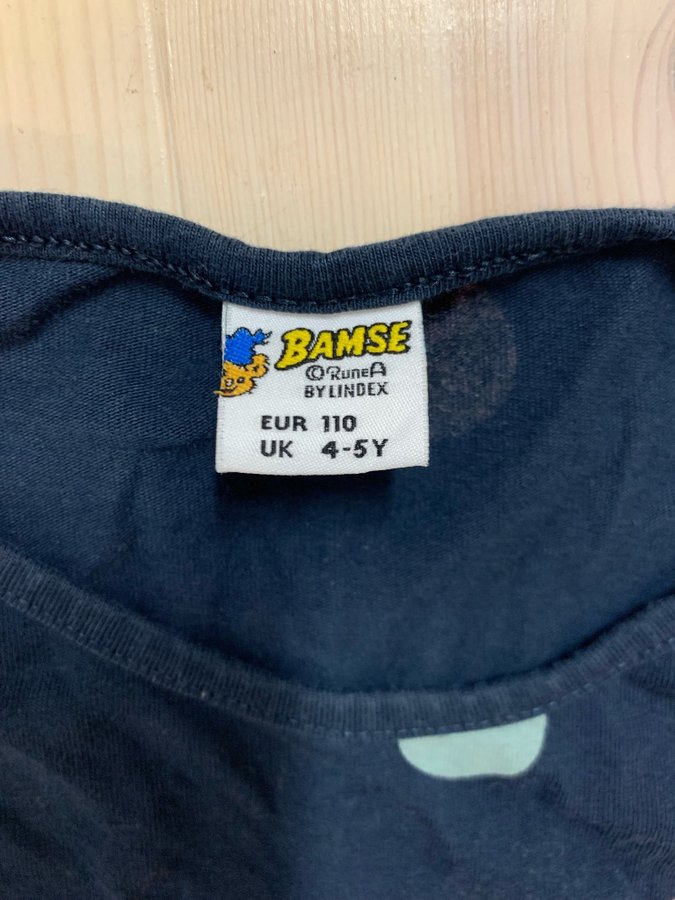 BAMSE
©RuneA
BY LINDEX
EUR 110
UK 4-5Y